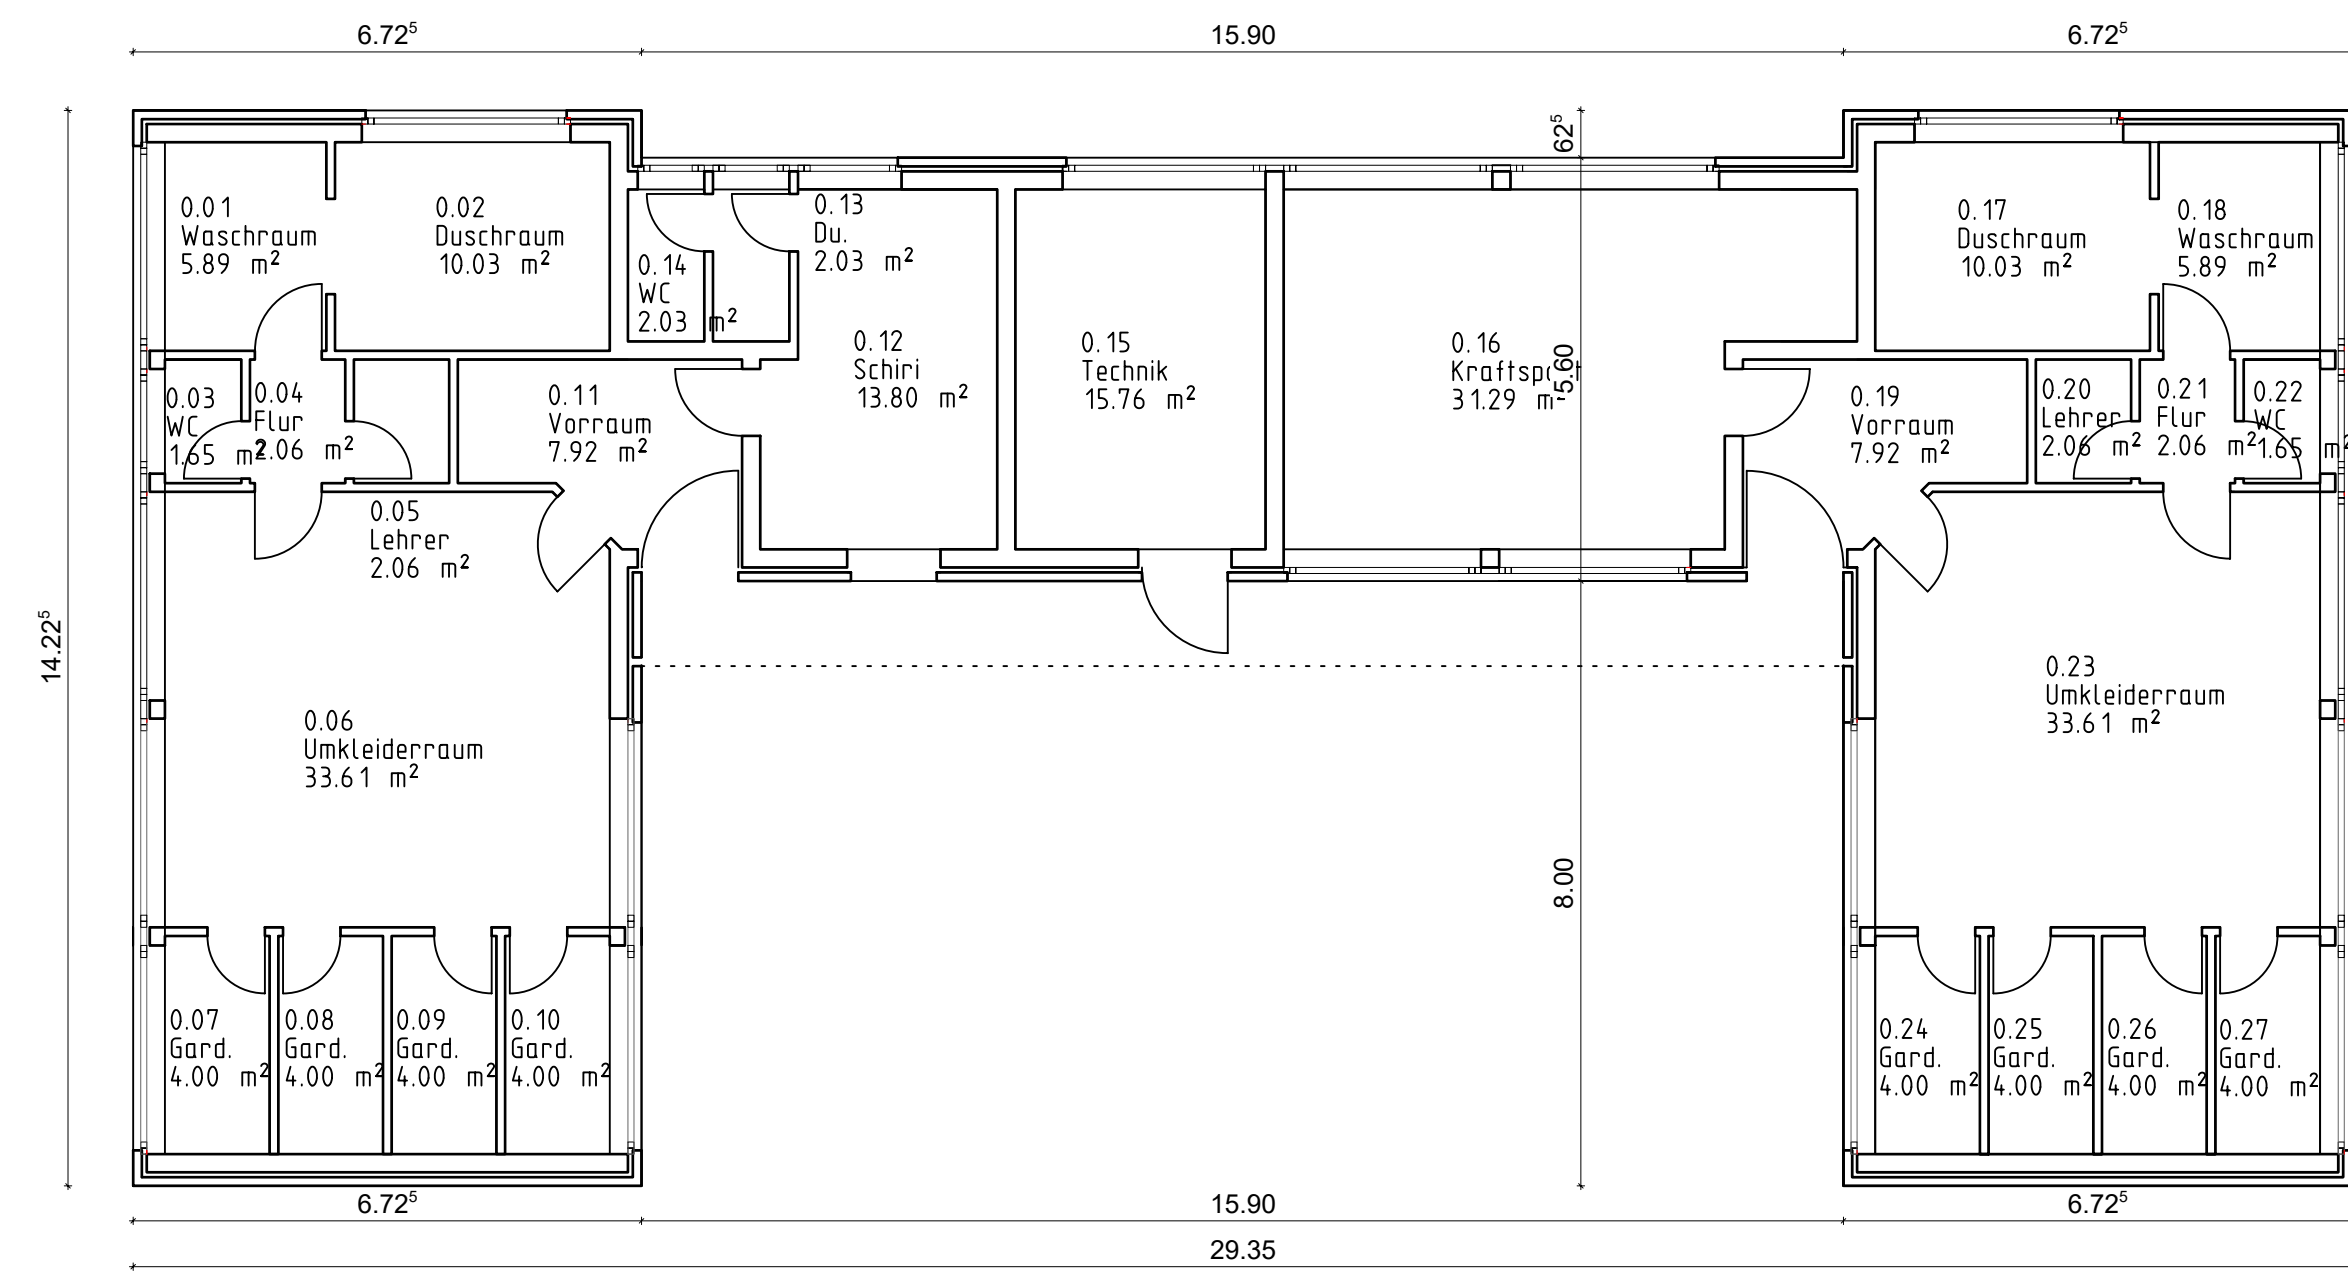 6.72⁵
15.90
6.72⁵
14.22⁵
62⁵
5.60
8.00
0.01
Waschraum
5.89 m²
0.02
Duschraum
10.03 m²
0.03
WC
1.65 m²
0.04
Flur
2.06 m²
0.05
Lehrer
2.06 m²
0.06
Umkleiderraum
33.61 m²
0.07
Gard.
4.00 m²
0.08
Gard.
4.00 m²
0.09
Gard.
4.00 m²
0.10
Gard.
4.00 m²
0.11
Vorraum
7.92 m²
0.12
Schiri
13.80 m²
0.13
Du.
2.03 m²
0.14
WC
2.03 m²
0.15
Technik
15.76 m²
0.16
31.29
0.17
Duschraum
10.03 m²
0.18
Waschraum
5.89 m²
0.19
Vorraum
7.92 m²
0.20
Lehrer
2.06 m²
0.21
Flur
2.06 m²
0.22
WC
1.65 m²
0.23
Umkleiderraum
33.61 m²
0.24
Gard.
4.00 m²
0.25
Gard.
4.00 m²
0.26
Gard.
4.00 m²
0.27
Gard.
4.00 m²
6.72⁵
15.90
6.72⁵
29.35